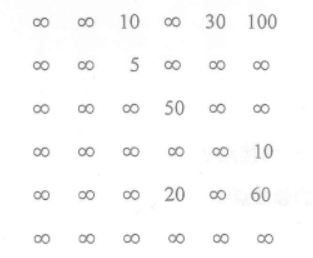 ∞ ∞ 10 ∞ 30 100
∞ ∞ 5 ∞ ∞ ∞
∞ ∞ ∞ 50 ∞ ∞
∞ ∞ ∞ ∞ ∞ 10
∞ ∞ ∞ 20 ∞ 60
∞ ∞ ∞ ∞ ∞ ∞